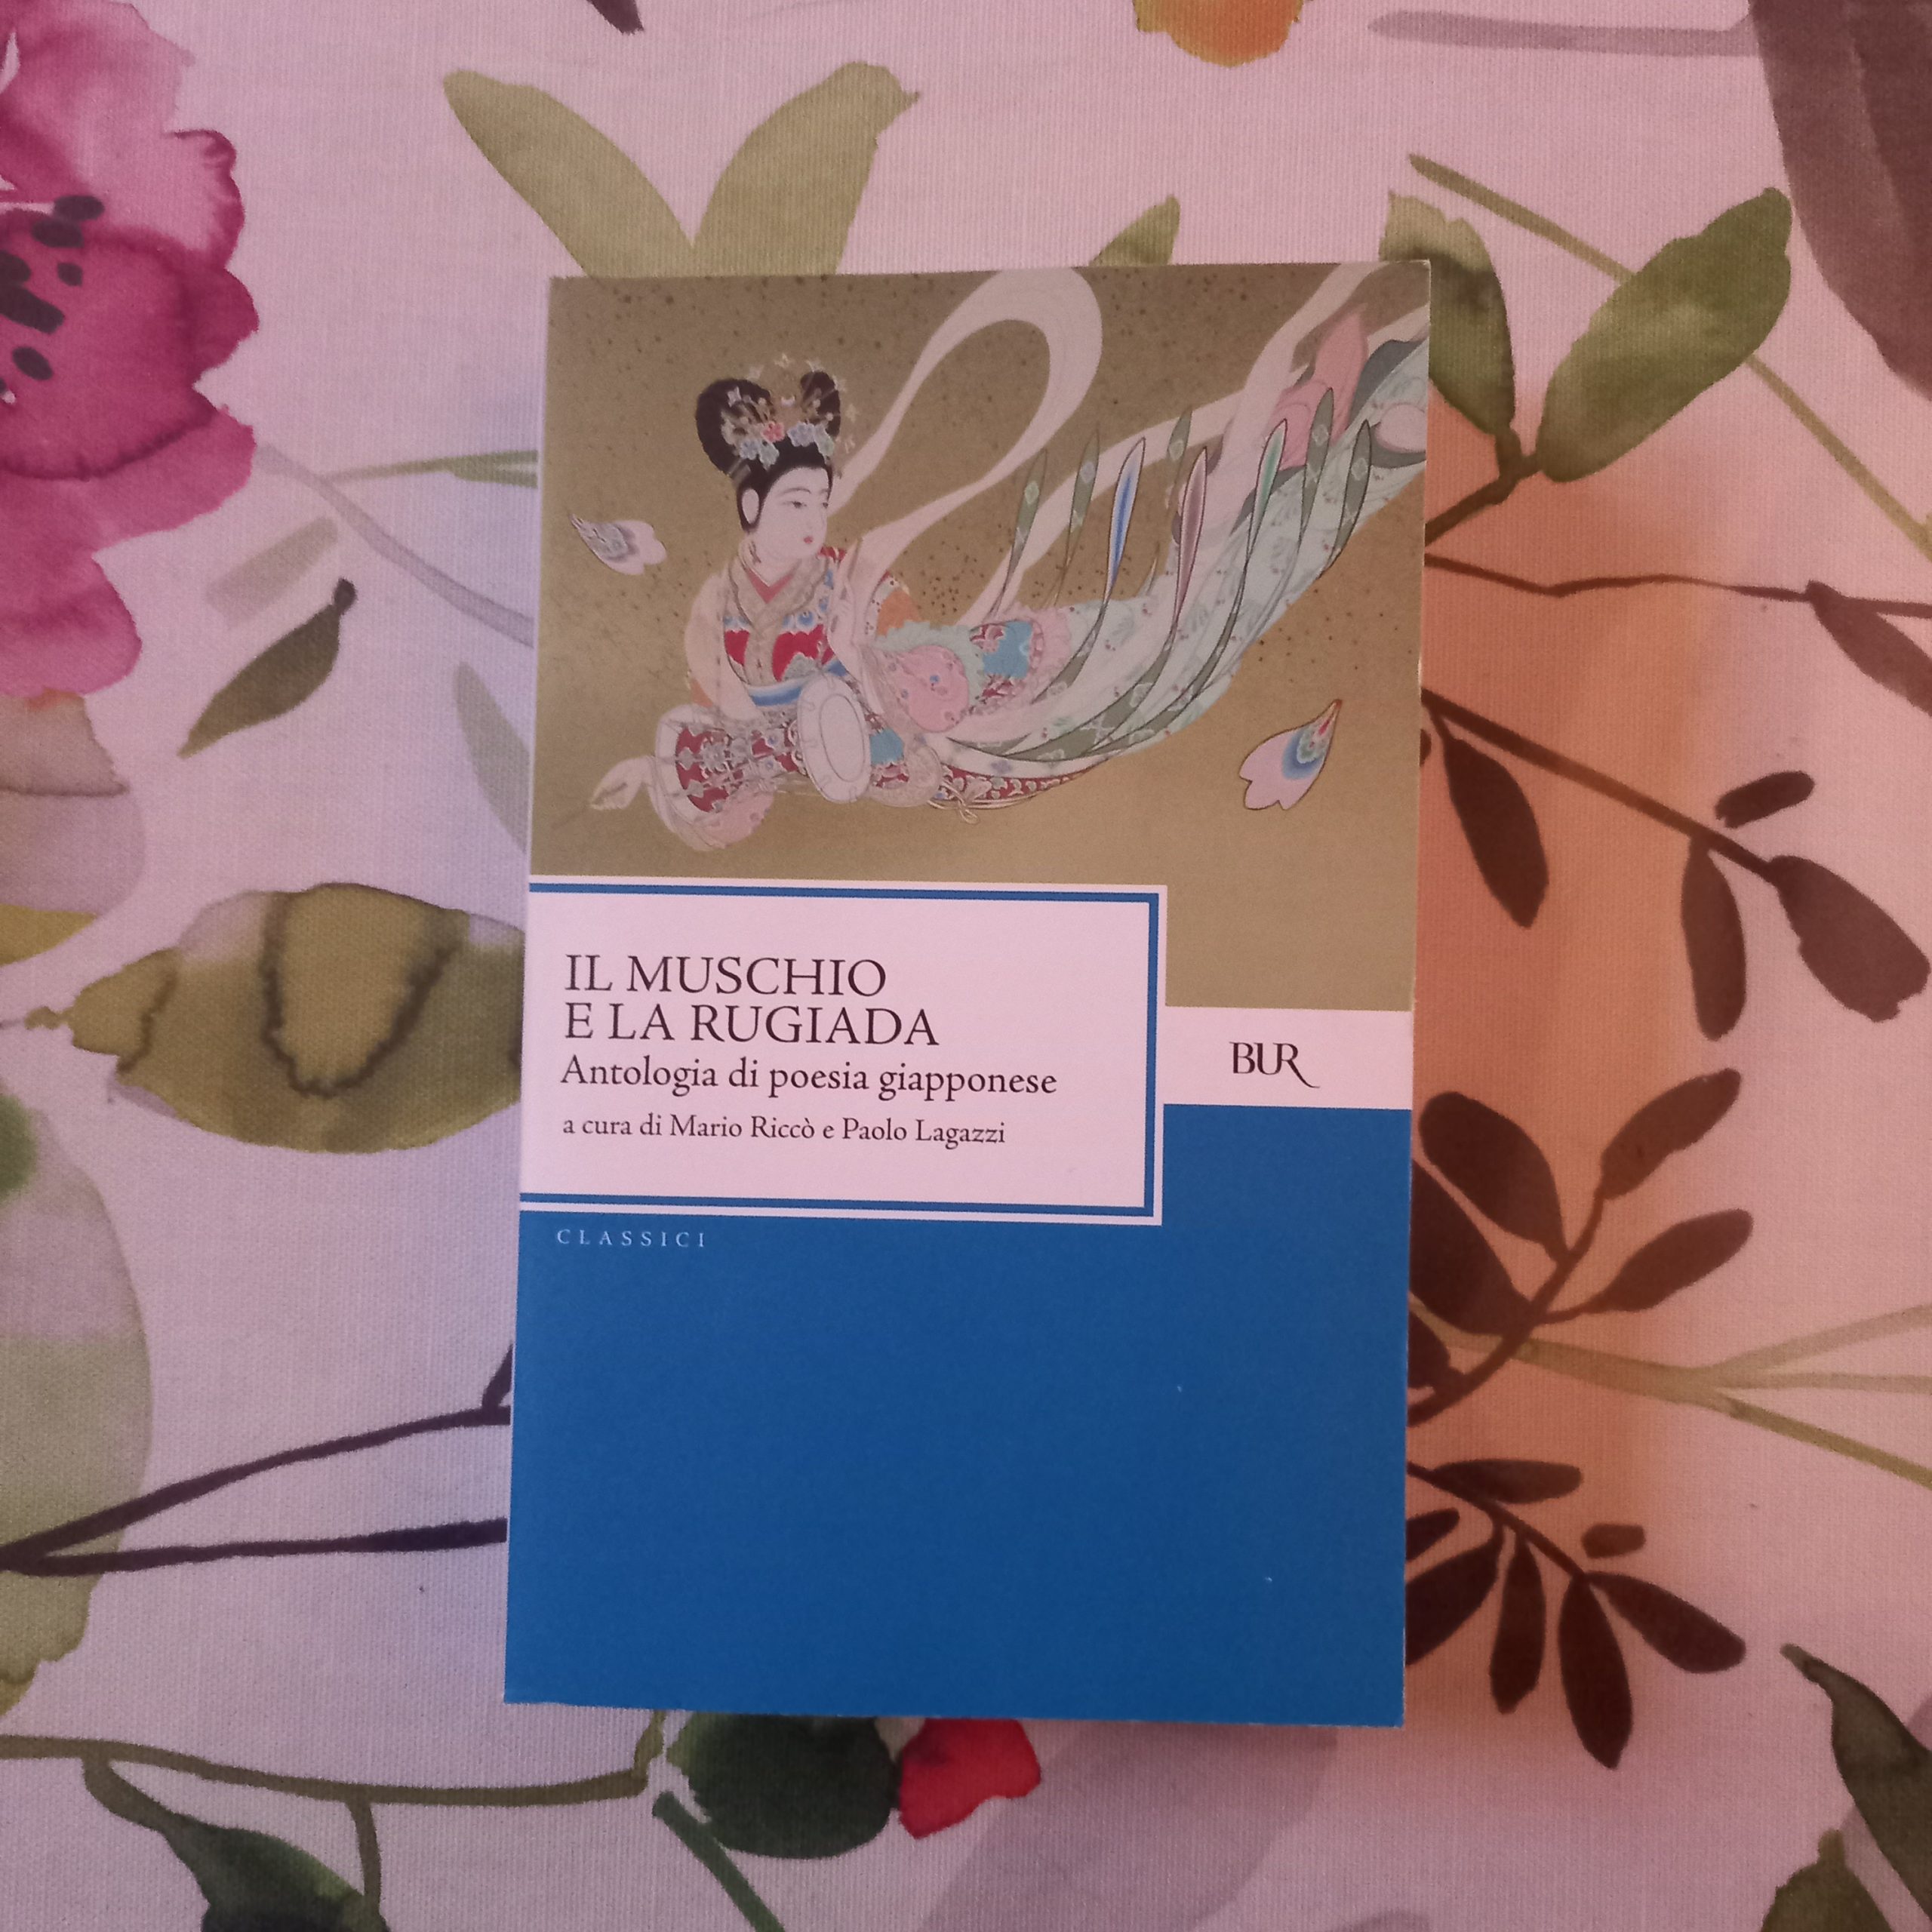 IL MUSCHIO
E LA RUGIADA
Antologia di poesia giapponese
a cura di Mario Riccò e Paolo Lagazzi
BUR
CLASSICI